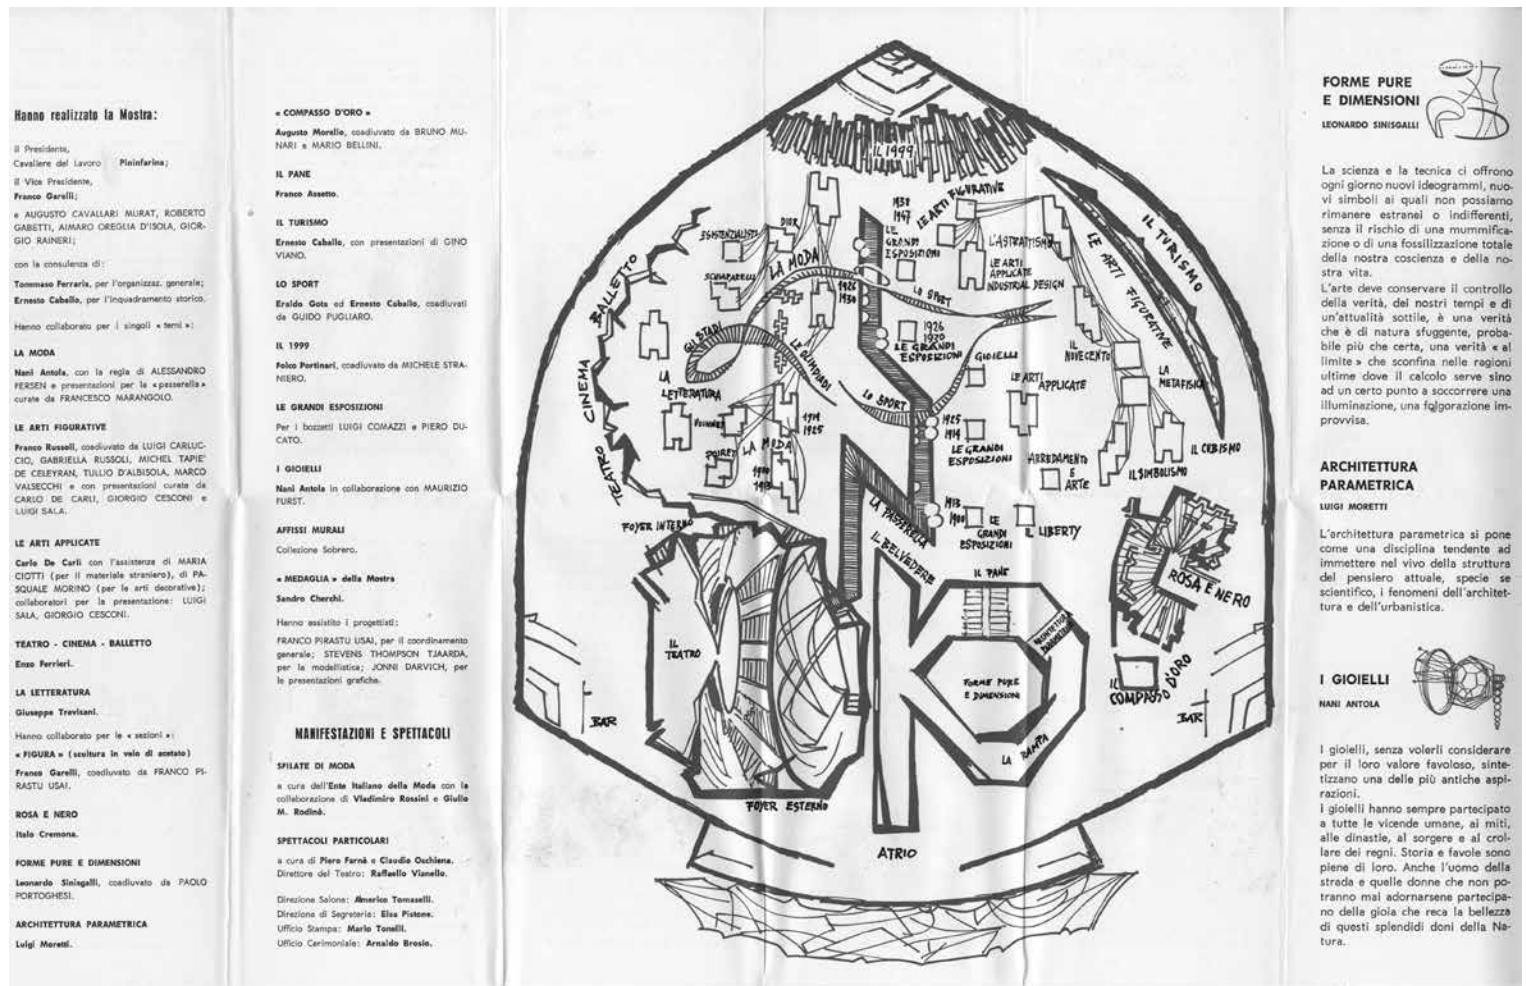 Hanno realizzato la Mostra:
il Presidente,
Cavaliere del Lavoro Pininfarina;
il Vice Presidente,
Franco Garelli;
e AUGUSTO CAVALLARI MURAT, ROBERTO
GABETTI, AIMARO OREGLIA D'ISOLA, GIOR-
GIO RAINERI;
con la consulenza di:
Tommaso Ferraris, per l'organizzaz. generale;
Ernesto Caballo, per l'inquadramento storico.
Hanno collaborato per i singoli « temi »:
LA MODA
Nani Antola, con la regia di ALESSANDRO
FERSEN e presentazioni per la « passerella »
curate da FRANCESCO MARANGOLO.
LE ARTI FIGURATIVE
Franco Russoli, coadiuvato da LUIGI CARLUC-
CIO, GABRIELLA RUSSOLI, MICHEL TAPIE'
DE CELEYRAN, TULLIO D'ALBISOLA, MARCO
VALSECCHI e con presentazioni curate da
CARLO DE CARLI, GIORGIO CESCONI e
LUIGI SALA.
LE ARTI APPLICATE
Carlo De Carli con l'assistenza di MARIA
CIOTTI (per il materiale straniero), di PA-
SQUALE MORINO (per le arti decorative);
collaboratori per la presentazione: LUIGI
SALA, GIORGIO CESCONI.
TEATRO - CINEMA - BALLETTO
Enzo Ferrieri.
LA LETTERATURA
Giuseppe Trevisani.
Hanno collaborato per le « sezioni »:
« FIGURA » (scultura in velo di acetato)
Franco Garelli, coadiuvato da FRANCO PI-
RASTU USAI.
ROSA E NERO
Italo Cremona.
FORME PURE E DIMENSIONI
Leonardo Sinisgalli, coadiuvato da PAOLO
PORTOGHESI.
ARCHITETTURA PARAMETRICA
Luigi Moretti.
« COMPASSO D'ORO »
Augusto Morello, coadiuvato da BRUNO MU-
NARI e MARIO BELLINI.
IL PANE
Franco Assetto.
IL TURISMO
Ernesto Caballo, con presentazioni di GINO
VIANO.
LO SPORT
Eraldo Gota ed Ernesto Caballo, coadiuvati
da GUIDO PUGLIARO.
IL 1999
Folco Portinari, coadiuvato da MICHELE STRA-
NIERO.
LE GRANDI ESPOSIZIONI
Per i bozzetti LUIGI COMAZZI e PIERO DU-
CATO.
I GIOIELLI
Nani Antola in collaborazione con MAURIZIO
FURST.
AFFISSI MURALI
Collezione Sobrero.
« MEDAGLIA » della Mostra
Sandro Cherchi.
Hanno assistito i progettisti:
FRANCO PIRASTU USAI, per il coordinamento
generale; STEVENS THOMPSON TJAARDA,
per la modellistica; JONNI DARVICH, per
le presentazioni grafiche.
MANIFESTAZIONI E SPETTACOLI
SFILATE DI MODA
a cura dell'Ente Italiano della Moda con la
collaborazione di Vladimiro Rossini e Giulio
M. Rodinò.
SPETTACOLI PARTICOLARI
a cura di Piero Farnè e Claudio Oschiena.
Direttore del Teatro: Raffaello Vianello.
Direzione Salone: Almerico Tomaselli.
Direzione di Segreteria: Elsa Pistone.
Ufficio Stampa: Mario Tonelli.
Ufficio Cerimoniale: Arnaldo Brosio.
IL 1999
DIOR
ESISTENZIALISTA
LA MODA
SCHIAPARELLI
1938
1947
LE ARTI FIGURATIVE
LE
GRANDI
ESPOSIZIONI
L'ASTRATTISMO
LE ARTI
APPLICATE
INDUSTRIAL DESIGN
LE ARTI FIGURATIVE
IL TURISMO
TEATRO CINEMA BALLETTO
GLI STADI
LE OLIMPIADI
1926
1930
LO SPORT
1926
1930
LE GRANDI
ESPOSIZIONI
GIOIELLI
IL
NOVECENTO
LA
LETTERATURA
LO SPORT
LE ARTI
APPLICATE
LA
METAFISICA
POIRET
LA MODA
1925
1900
1913
1925
1914
LE GRANDI
ESPOSIZIONI
ARREDAMENTO
E
ARTE
IL SIMBOLISMO
IL CUBISMO
1913
1900
LE
GRANDI
ESPOSIZIONI
IL LIBERTY
FOYER INTERNO
LA PASSERELLA
IL BELVEDERE
IL PANE
ROSA E NERO
IL
TEATRO
ARCHITETTURA
PARAMETRICA
FORME PURE
E DIMENSIONI
IL
COMPASSO D'ORO
BAR
BAR
LA RAMPA
FOYER ESTERNO
ATRIO
FORME PURE
E DIMENSIONI
LEONARDO SINISGALLI
La scienza e la tecnica ci offrono
ogni giorno nuovi ideogrammi, nuo-
vi simboli ai quali non possiamo
rimanere estranei o indifferenti,
senza il rischio di una mummifica-
zione o di una fossilizzazione totale
della nostra coscienza e della no-
stra vita.
L'arte deve conservare il controllo
della verità, dei nostri tempi e di
un'attualità sottile, è una verità
che è di natura sfuggente, proba-
bile più che certa, una verità « al
limite » che sconfina nelle ragioni
ultime dove il calcolo serve sino
ad un certo punto a soccorrere una
illuminazione, una folgorazione im-
provvisa.
ARCHITETTURA
PARAMETRICA
LUIGI MORETTI
L'architettura parametrica si pone
come una disciplina tendente ad
immettere nel vivo della struttura
del pensiero attuale, specie se
scientifico, i fenomeni dell'architet-
tura e dell'urbanistica.
I GIOIELLI
NANI ANTOLA
I gioielli, senza volerli considerare
per il loro valore favoloso, sinte-
tizzano una delle più antiche aspi-
razioni.
I gioielli hanno sempre partecipato
a tutte le vicende umane, ai miti,
alle dinastie, al sorgere e al crol-
lare dei regni. Storia e favole sono
piene di loro. Anche l'uomo della
strada e quelle donne che non po-
tranno mai adornarsene partecipa-
no della gioia che reca la bellezza
di questi splendidi doni della Na-
tura.